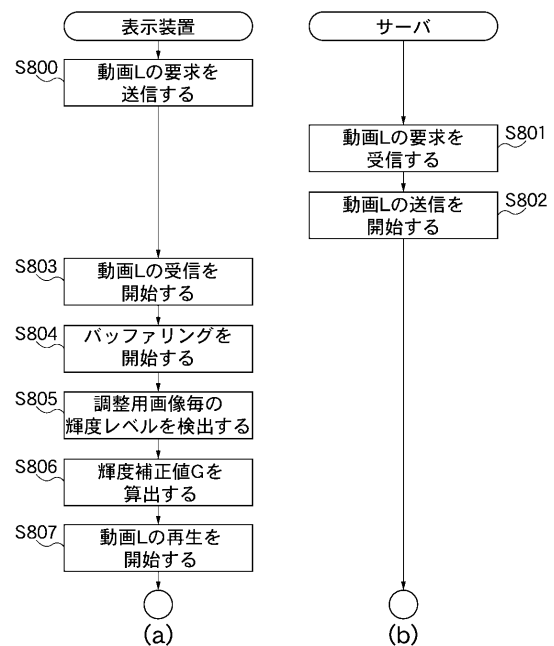 表示装置
S800
動画Lの要求を
送信する
S803
動画Lの受信を
開始する
S804
バッファリングを
開始する
S805
調整用画像毎の
輝度レベルを検出する
S806
輝度補正値Gを
算出する
S807
動画Lの再生を
開始する
(a)
サーバ
S801
動画Lの要求を
受信する
S802
動画Lの送信を
開始する
(b)